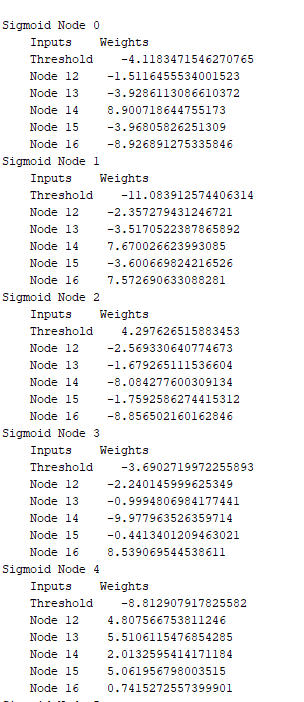 Sigmoid Node 0
Inputs Weights
Threshold -4.1183471546270765
Node 12 -1.5116455534001523
Node 13 -3.9286113086610372
Node 14 8.900718644755173
Node 15 -3.96805826251309
Node 16 -8.926891275335846
Sigmoid Node 1
Inputs Weights
Threshold -11.083912574406314
Node 12 -2.357279431246721
Node 13 -3.5170522387865892
Node 14 7.670026623993085
Node 15 -3.600669824216526
Node 16 7.572690633088281
Sigmoid Node 2
Inputs Weights
Threshold 4.297626515883453
Node 12 -2.569330640774673
Node 13 -1.679265111536604
Node 14 -8.084277600309134
Node 15 -1.7592586274415312
Node 16 -8.856502160162846
Sigmoid Node 3
Inputs Weights
Threshold -3.6902719972255893
Node 12 -2.240145999625349
Node 13 -0.9994806984177441
Node 14 -9.977963526359714
Node 15 -0.4413401209463021
Node 16 8.539069544538611
Sigmoid Node 4
Inputs Weights
Threshold -8.812907917825582
Node 12 4.807566753811246
Node 13 5.5106115476854285
Node 14 2.0132595414171184
Node 15 5.061956798003515
Node 16 0.7415272557399901